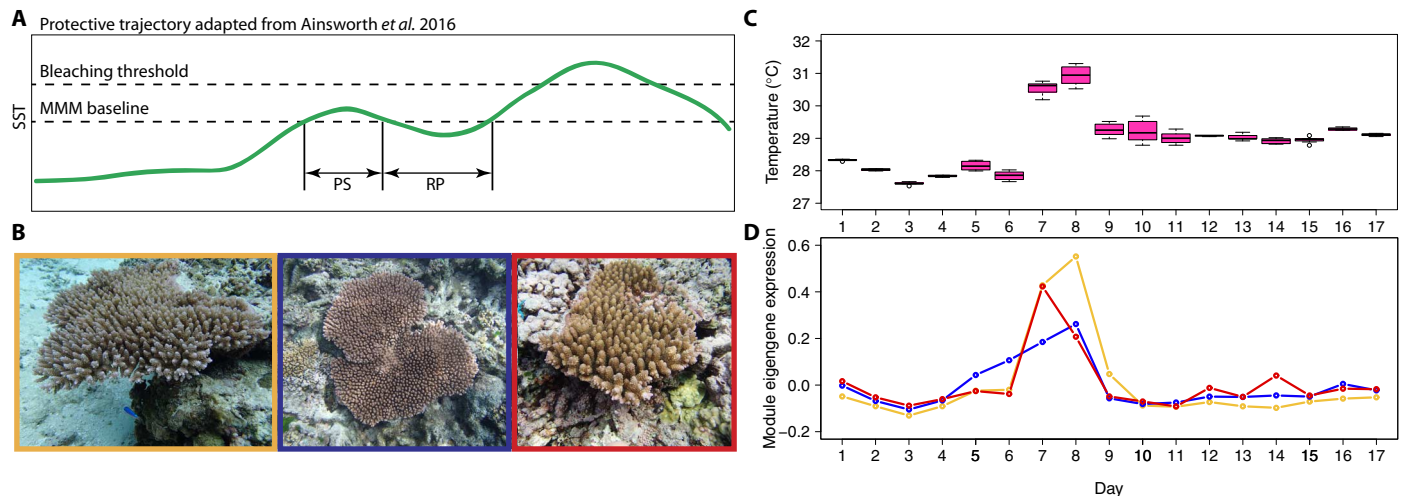 A
Protective trajectory adapted from Ainsworth et al. 2016
Bleaching threshold
MMM baseline
SST
PS
RP
B
C
Temperature (°C)
32
31
30
29
28
27
1 2 3 4 5 6 7 8 9 10 11 12 13 14 15 16 17
D
Module eigengene expression
0.6
0.4
0.2
0.0
−0.2
1 2 3 4 5 6 7 8 9 10 11 12 13 14 15 16 17
Day